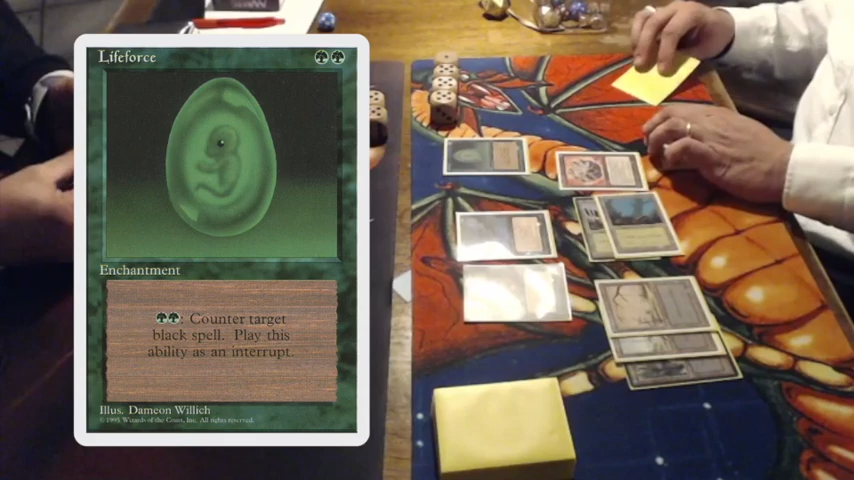 Lifeforce
Enchantment
: Counter target
black spell. Play this
ability as an interrupt.
Illus. Dameon Willich
© 1995 Wizards of the Coast, Inc. All rights reserved.